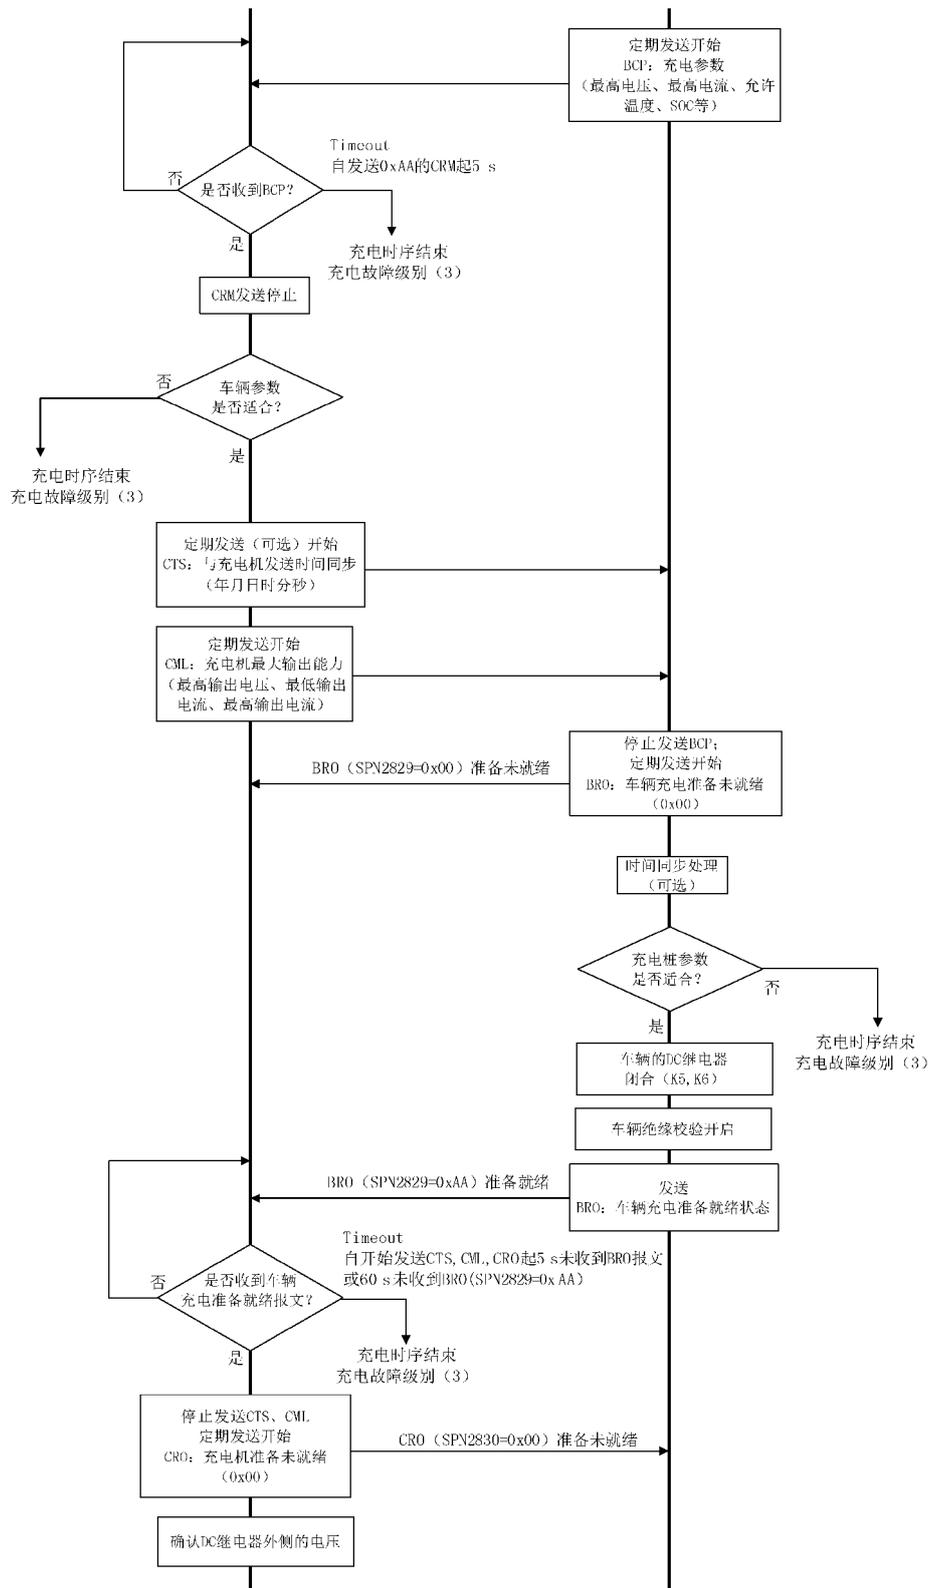 定期发送开始
BCP：充电参数
（最高电压、最高电流、允许
温度、SOC等）
Timeout
自发送0xAA的CRM起5 s
否
是否收到BCP？
充电时序结束
充电故障级别（3）
是
CRM发送停止
否
车辆参数
是否适合？
是
充电时序结束
充电故障级别（3）
定期发送（可选）开始
CTS：与充电机发送时间同步
（年月日时分秒）
定期发送开始
CML：充电机最大输出能力
（最高输出电压、最低输出
电流、最高输出电流）
停止发送BCP；
定期发送开始
BRO：车辆充电准备未就绪
（0x00）
BRO（SPN2829=0x00）准备未就绪
时间同步处理
（可选）
充电桩参数
是否适合？
否
是
充电时序结束
充电故障级别（3）
车辆的DC继电器
闭合（K5,K6）
车辆绝缘校验开启
BRO（SPN2829=0xAA）准备就绪
发送
BRO：车辆充电准备就绪状态
Timeout
自开始发送CTS,CML,CRO起5 s未收到BRO报文
或60 s未收到BRO(SPN2829=0xAA)
否
是否收到车辆
充电准备就绪报文？
是
充电时序结束
充电故障级别（3）
停止发送CTS、CML
定期发送开始
CRO：充电机准备未就绪
（0x00）
CRO（SPN2830=0x00）准备未就绪
确认DC继电器外侧的电压